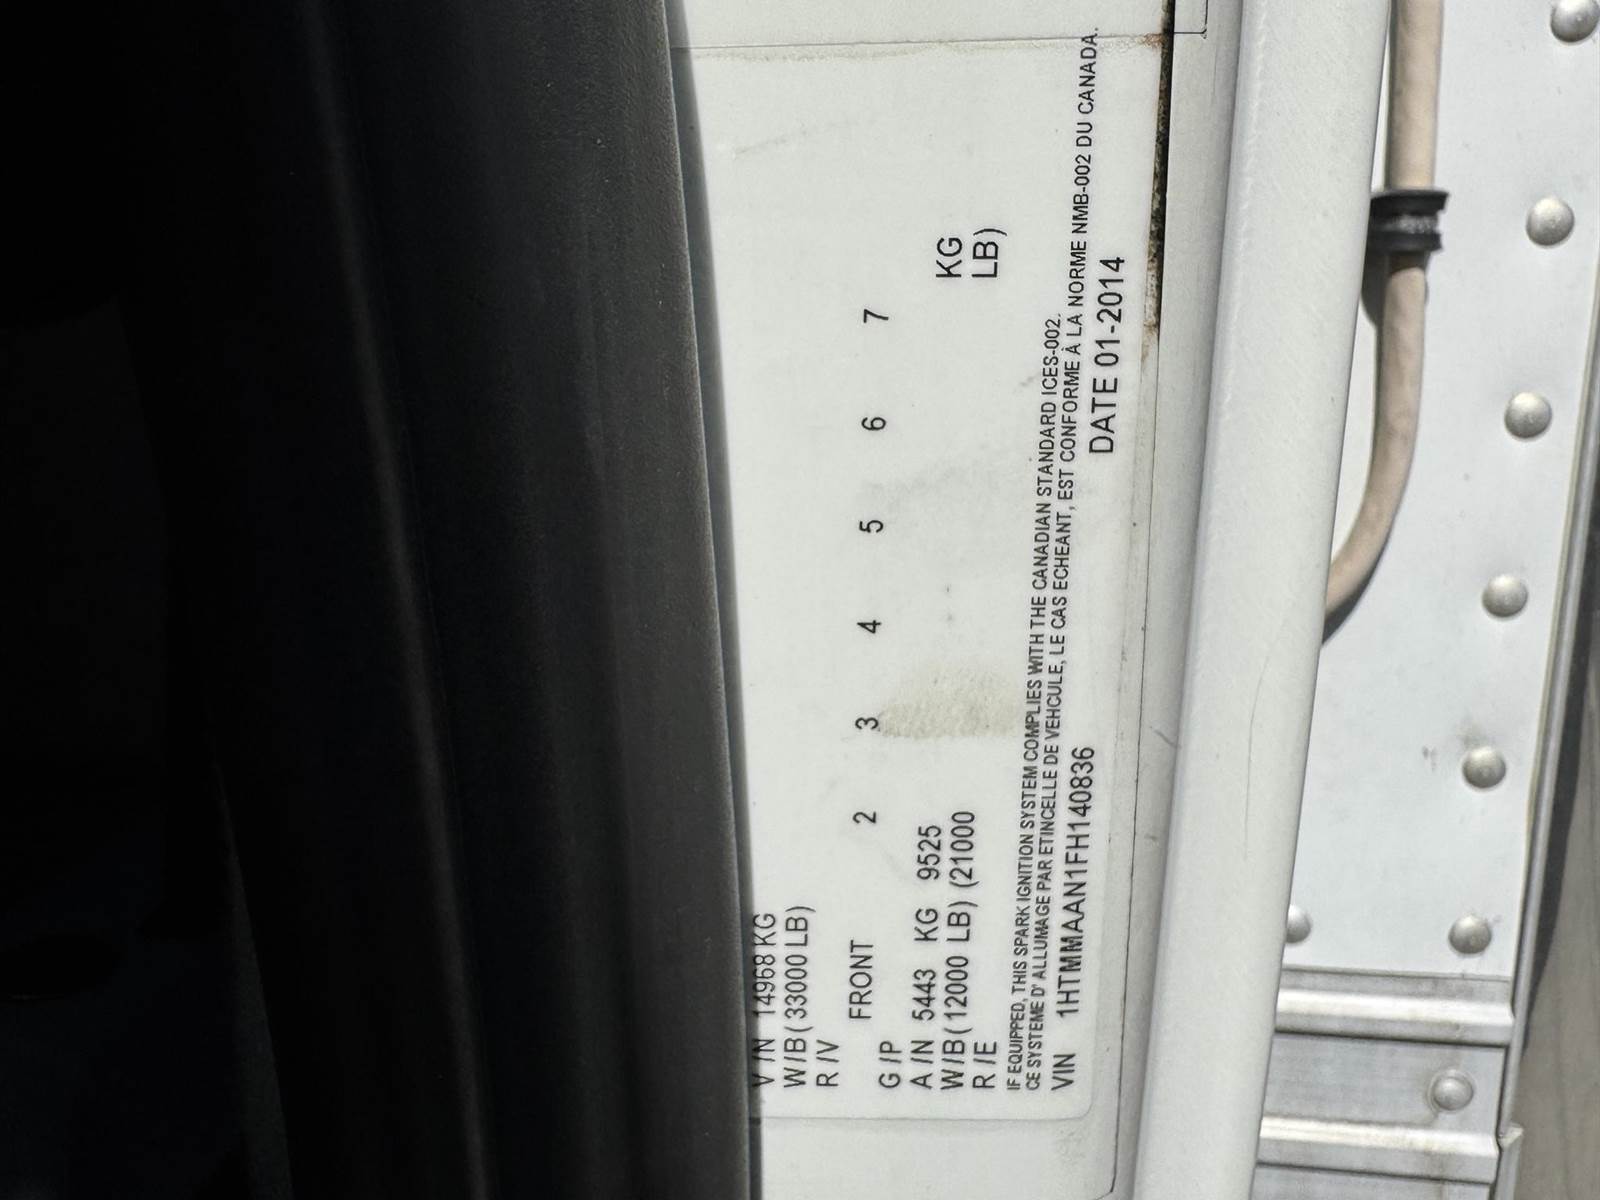 V/N 14968 KG
W/B (33000 LB)
R/V
FRONT 2 3 4 5 6 7
G/P
A/N 5443 KG 9525 KG
W/B (12000 LB) (21000 LB)
R/E
IF EQUIPPED, THIS SPARK IGNITION SYSTEM COMPLIES WITH THE CANADIAN STANDARD ICES-002.
CE SYSTEME D' ALLUMAGE PAR ETINCELLE DE VEHCULE, LE CAS ECHEANT, EST CONFORME À LA NORME NMB-002 DU CANADA.
VIN 1HTMMAAN1FH140836 DATE 01-2014